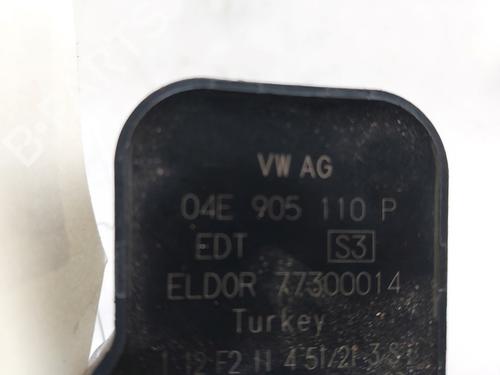 VW AG
04E 905 110 P
EDT S3
ELDOR 77300014
Turkey